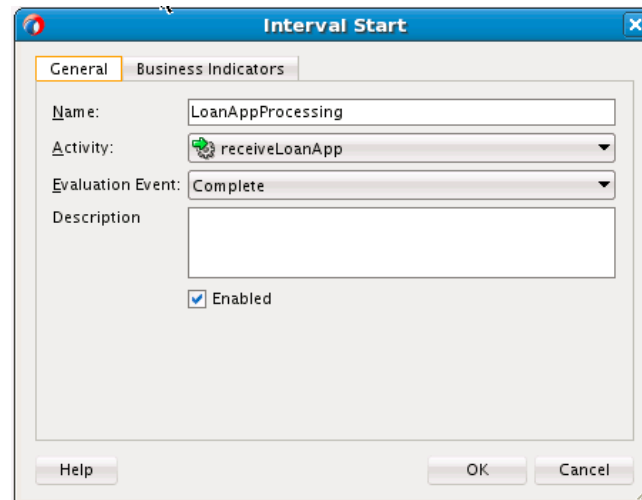 Interval Start
General Business Indicators
Name: LoanAppProcessing
Activity: receiveLoanApp
Evaluation Event: Complete
Description
Enabled
Help OK Cancel